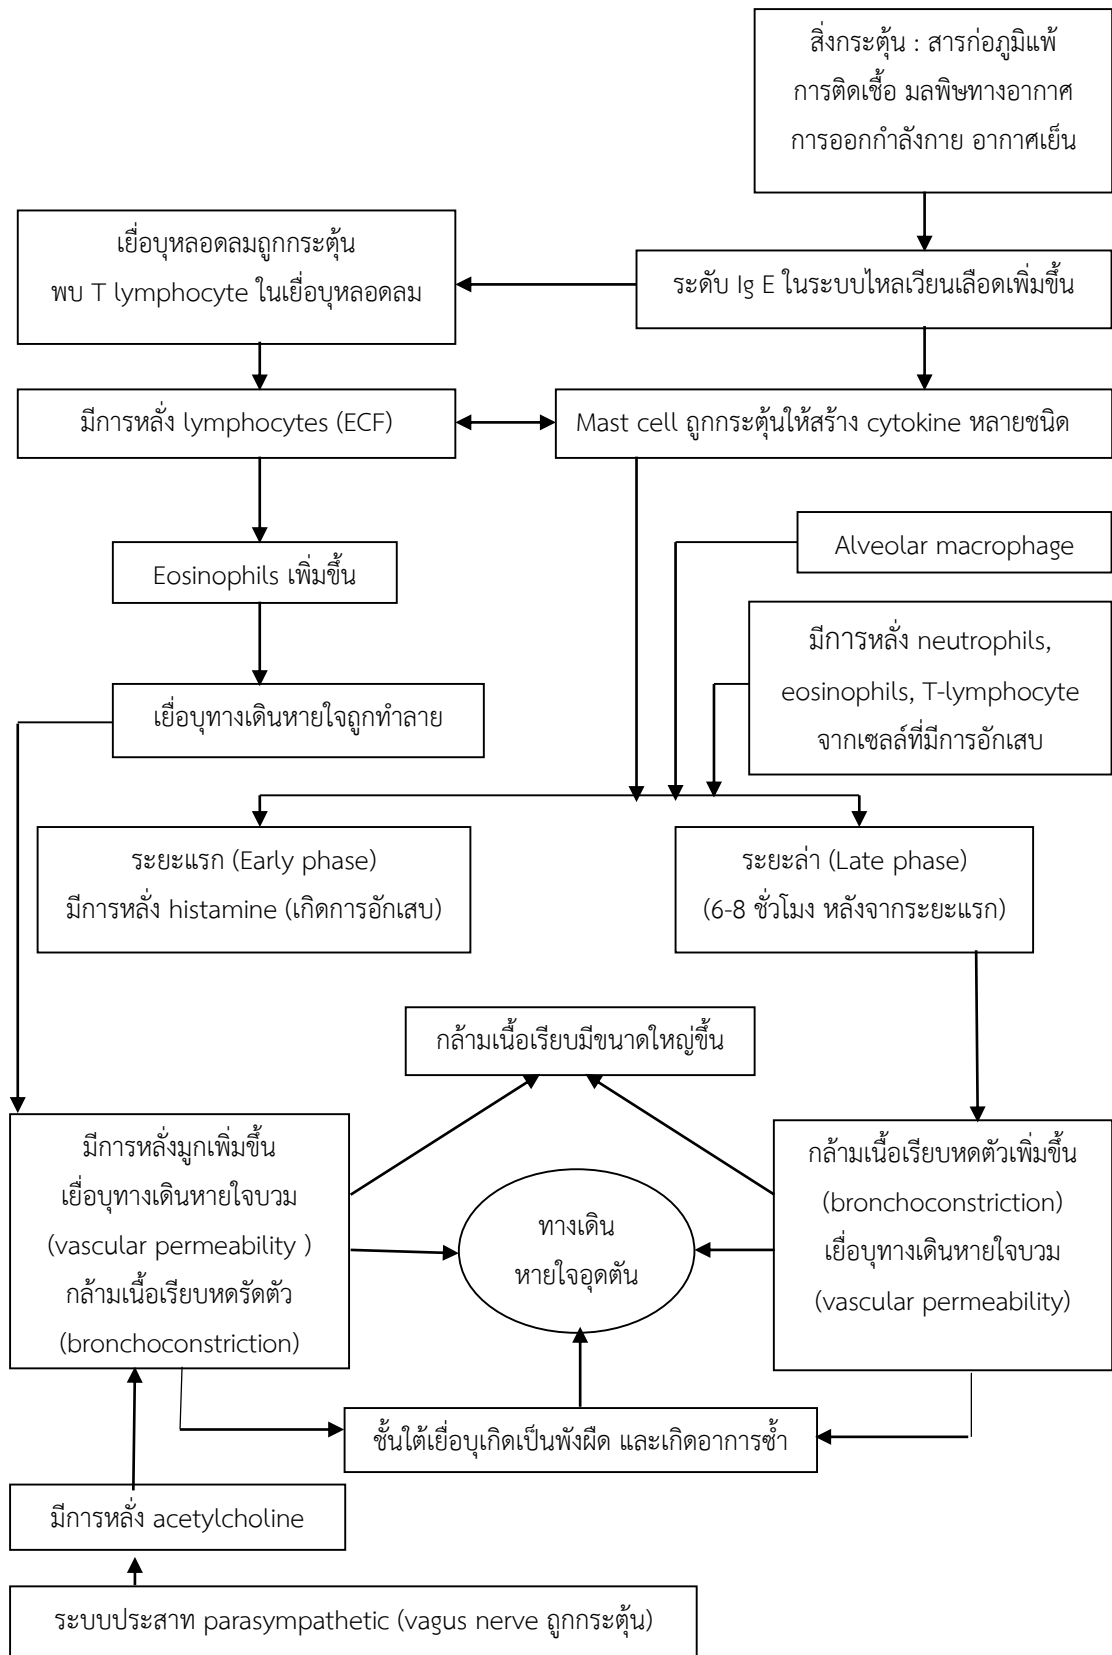 สิ่งกระตุ้น : สารก่อภูมิแพ้
การติดเชื้อ มลพิษทางอากาศ
การออกกำลังกาย อากาศเย็น
เยื่อบุหลอดลมถูกกระตุ้น
พบ T lymphocyte ในเยื่อบุหลอดลม
ระดับ Ig E ในระบบไหลเวียนเลือดเพิ่มขึ้น
มีการหลั่ง lymphocytes (ECF)
Mast cell ถูกกระตุ้นให้สร้าง cytokine หลายชนิด
Alveolar macrophage
Eosinophils เพิ่มขึ้น
มีการหลั่ง neutrophils,
eosinophils, T-lymphocyte
จากเซลล์ที่มีการอักเสบ
เยื่อบุทางเดินหายใจถูกทำลาย
ระยะแรก (Early phase)
มีการหลั่ง histamine (เกิดการอักเสบ)
ระยะล่า (Late phase)
(6-8 ชั่วโมง หลังจากระยะแรก)
กล้ามเนื้อเรียบมีขนาดใหญ่ขึ้น
มีการหลั่งมูกเพิ่มขึ้น
เยื่อบุทางเดินหายใจบวม
(vascular permeability )
กล้ามเนื้อเรียบหดรัดตัว
(bronchoconstriction)
ทางเดิน
หายใจอุดตัน
กล้ามเนื้อเรียบหดตัวเพิ่มขึ้น
(bronchoconstriction)
เยื่อบุทางเดินหายใจบวม
(vascular permeability)
ชั้นใต้เยื่อบุเกิดเป็นพังผืด และเกิดอาการซ้ำ
มีการหลั่ง acetylcholine
ระบบประสาท parasympathetic (vagus nerve ถูกกระตุ้น)